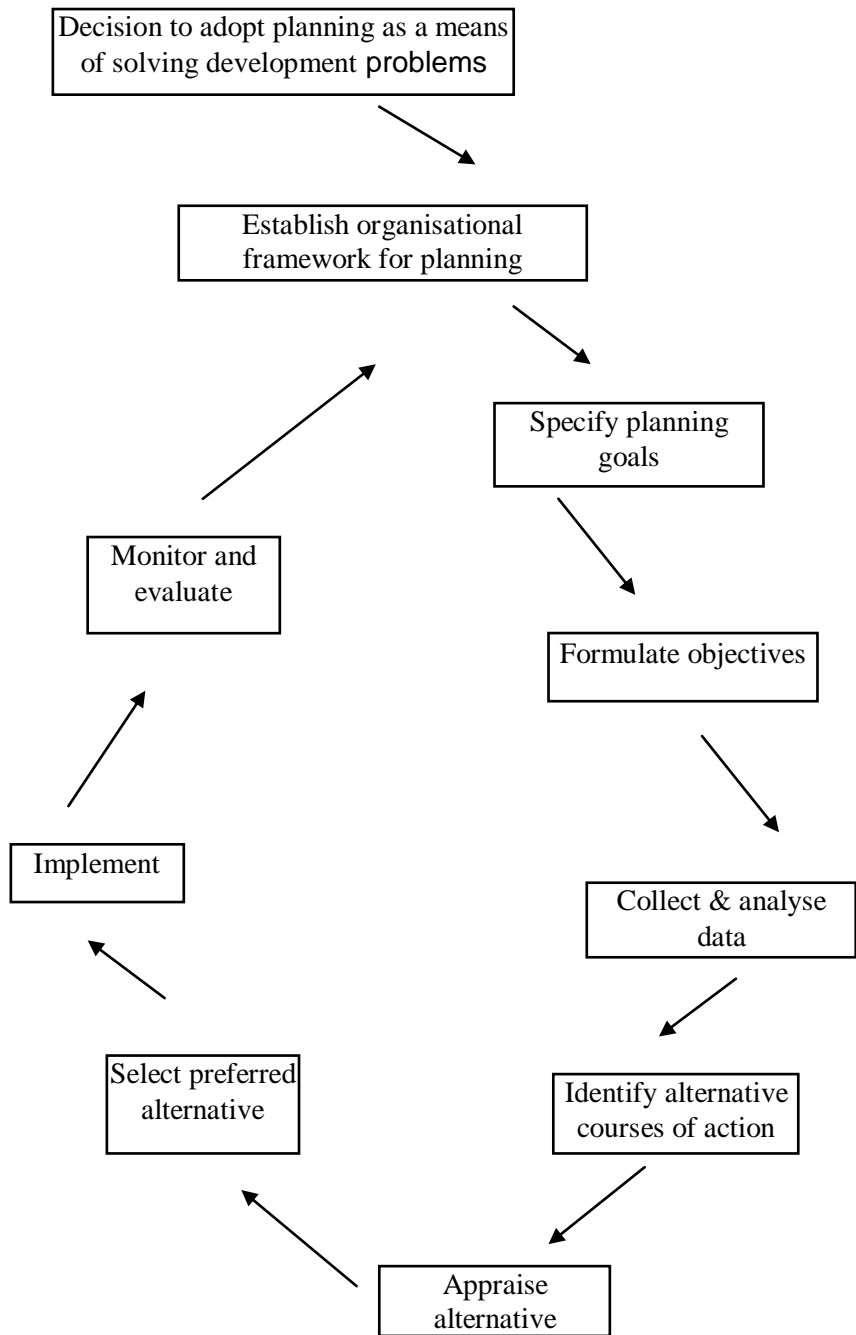 Decision to adopt planning as a means
of solving development problems
Establish organisational
framework for planning
Specify planning
goals
Monitor and
evaluate
Formulate objectives
Implement
Collect & analyse
data
Select preferred
alternative
Identify alternative
courses of action
Appraise
alternative